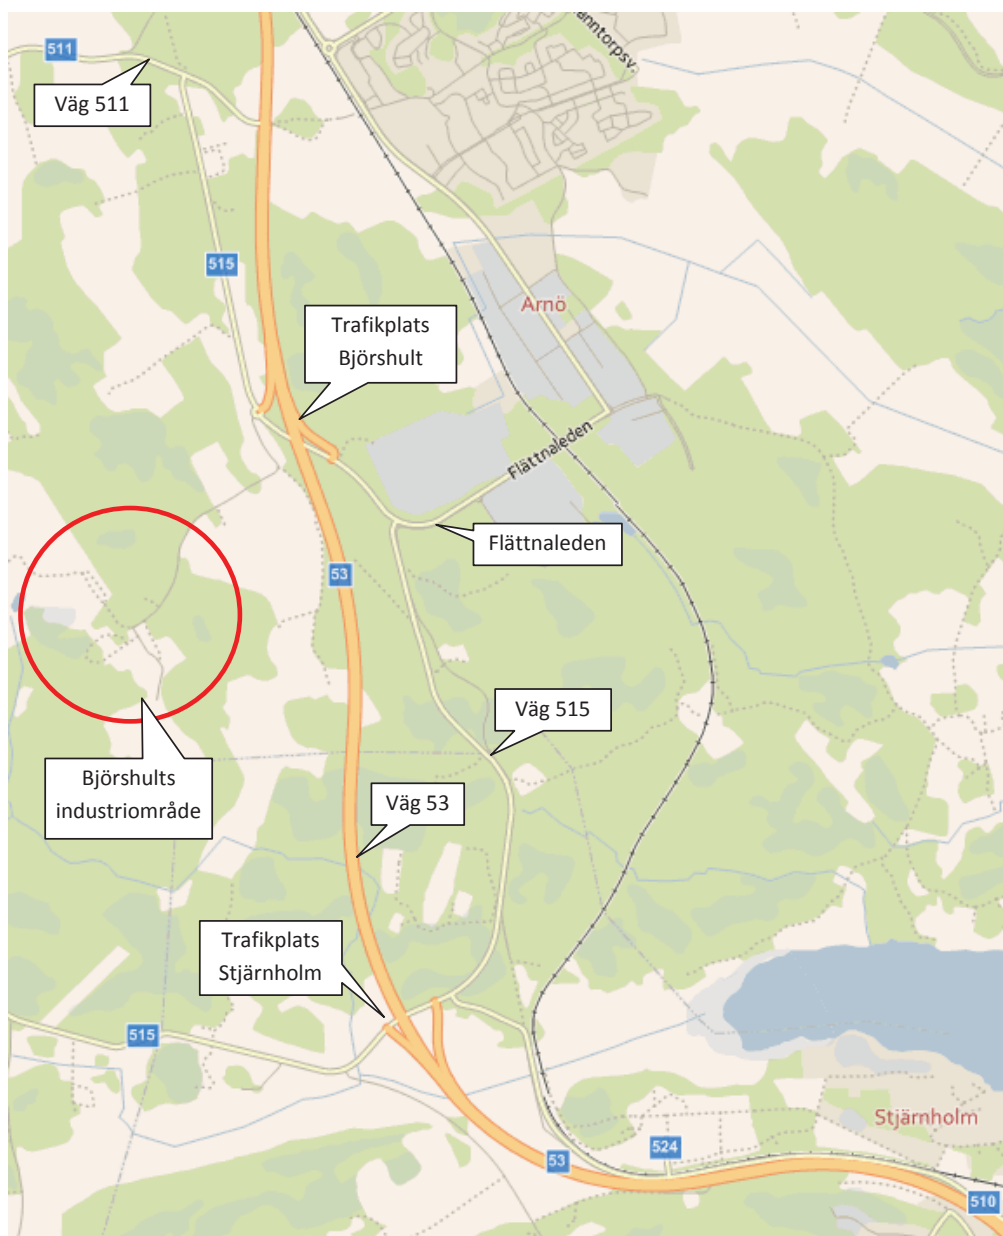 anntorpsv.
511
Väg 511
515
Arnö
Trafikplats
Björshult
Flättnaleden
Flättnaleden
53
Väg 515
Björshults
industriområde
Väg 53
Trafikplats
Stjärnholm
515
Stjärnholm
524
53
510